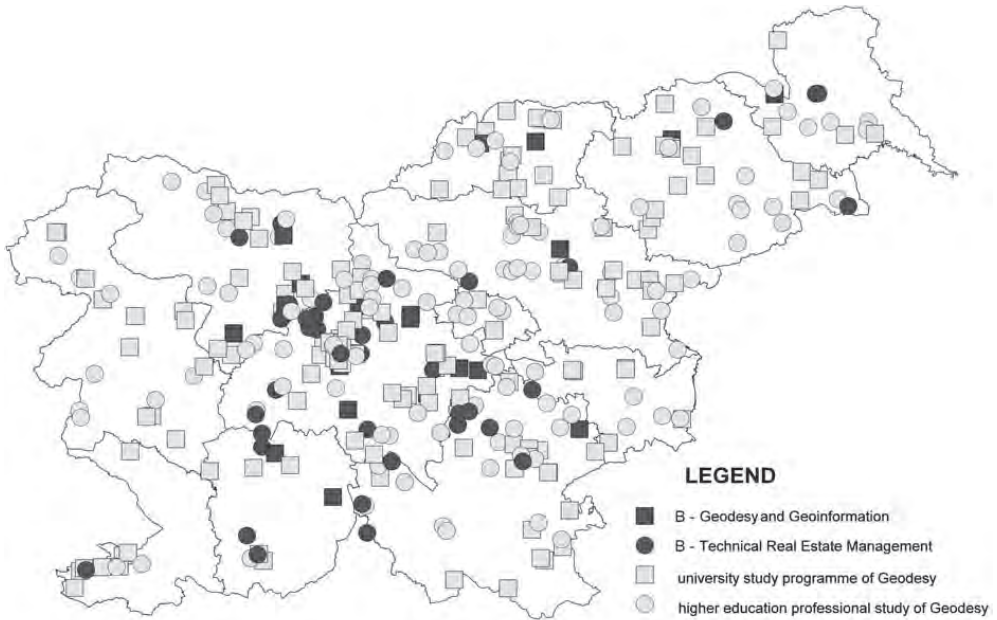 LEGEND
B - Geodesy and Geoinformation
B - Technical Real Estate Management
university study programme of Geodesy
higher education professional study of Geodesy